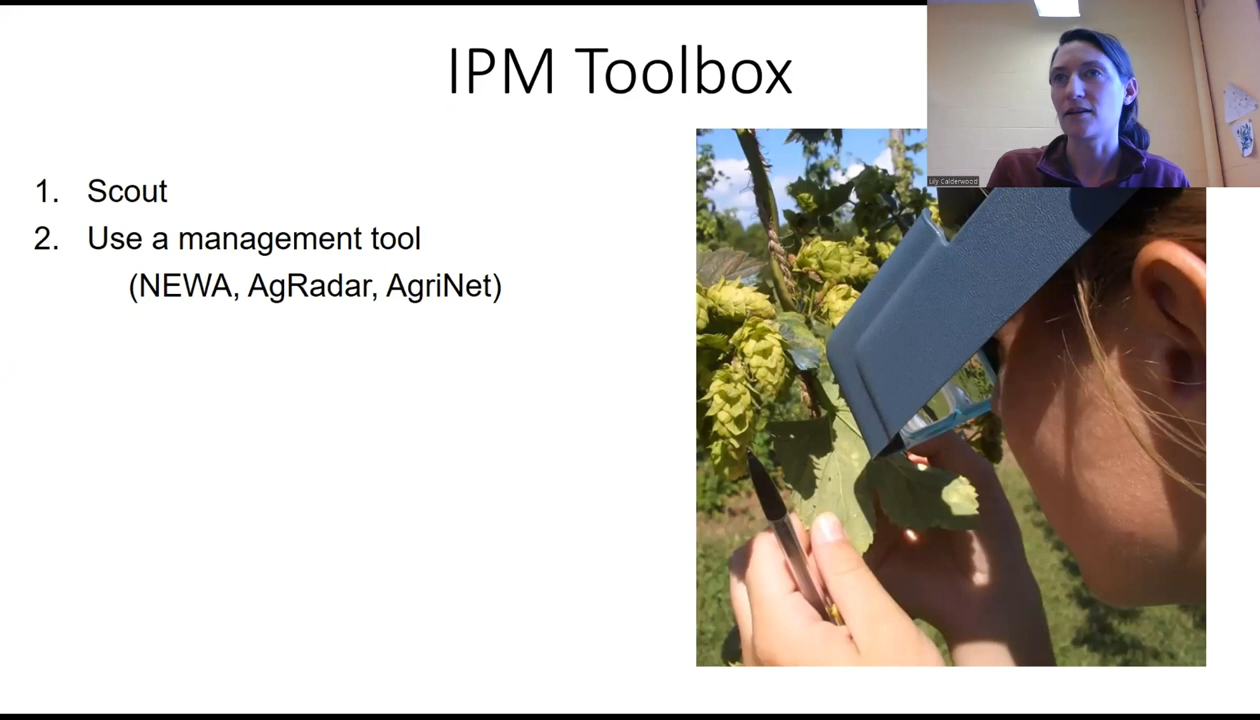 IPM Toolbox
1. Scout
2. Use a management tool
(NEWA, AgRadar, AgriNet)
Lily Calderwood